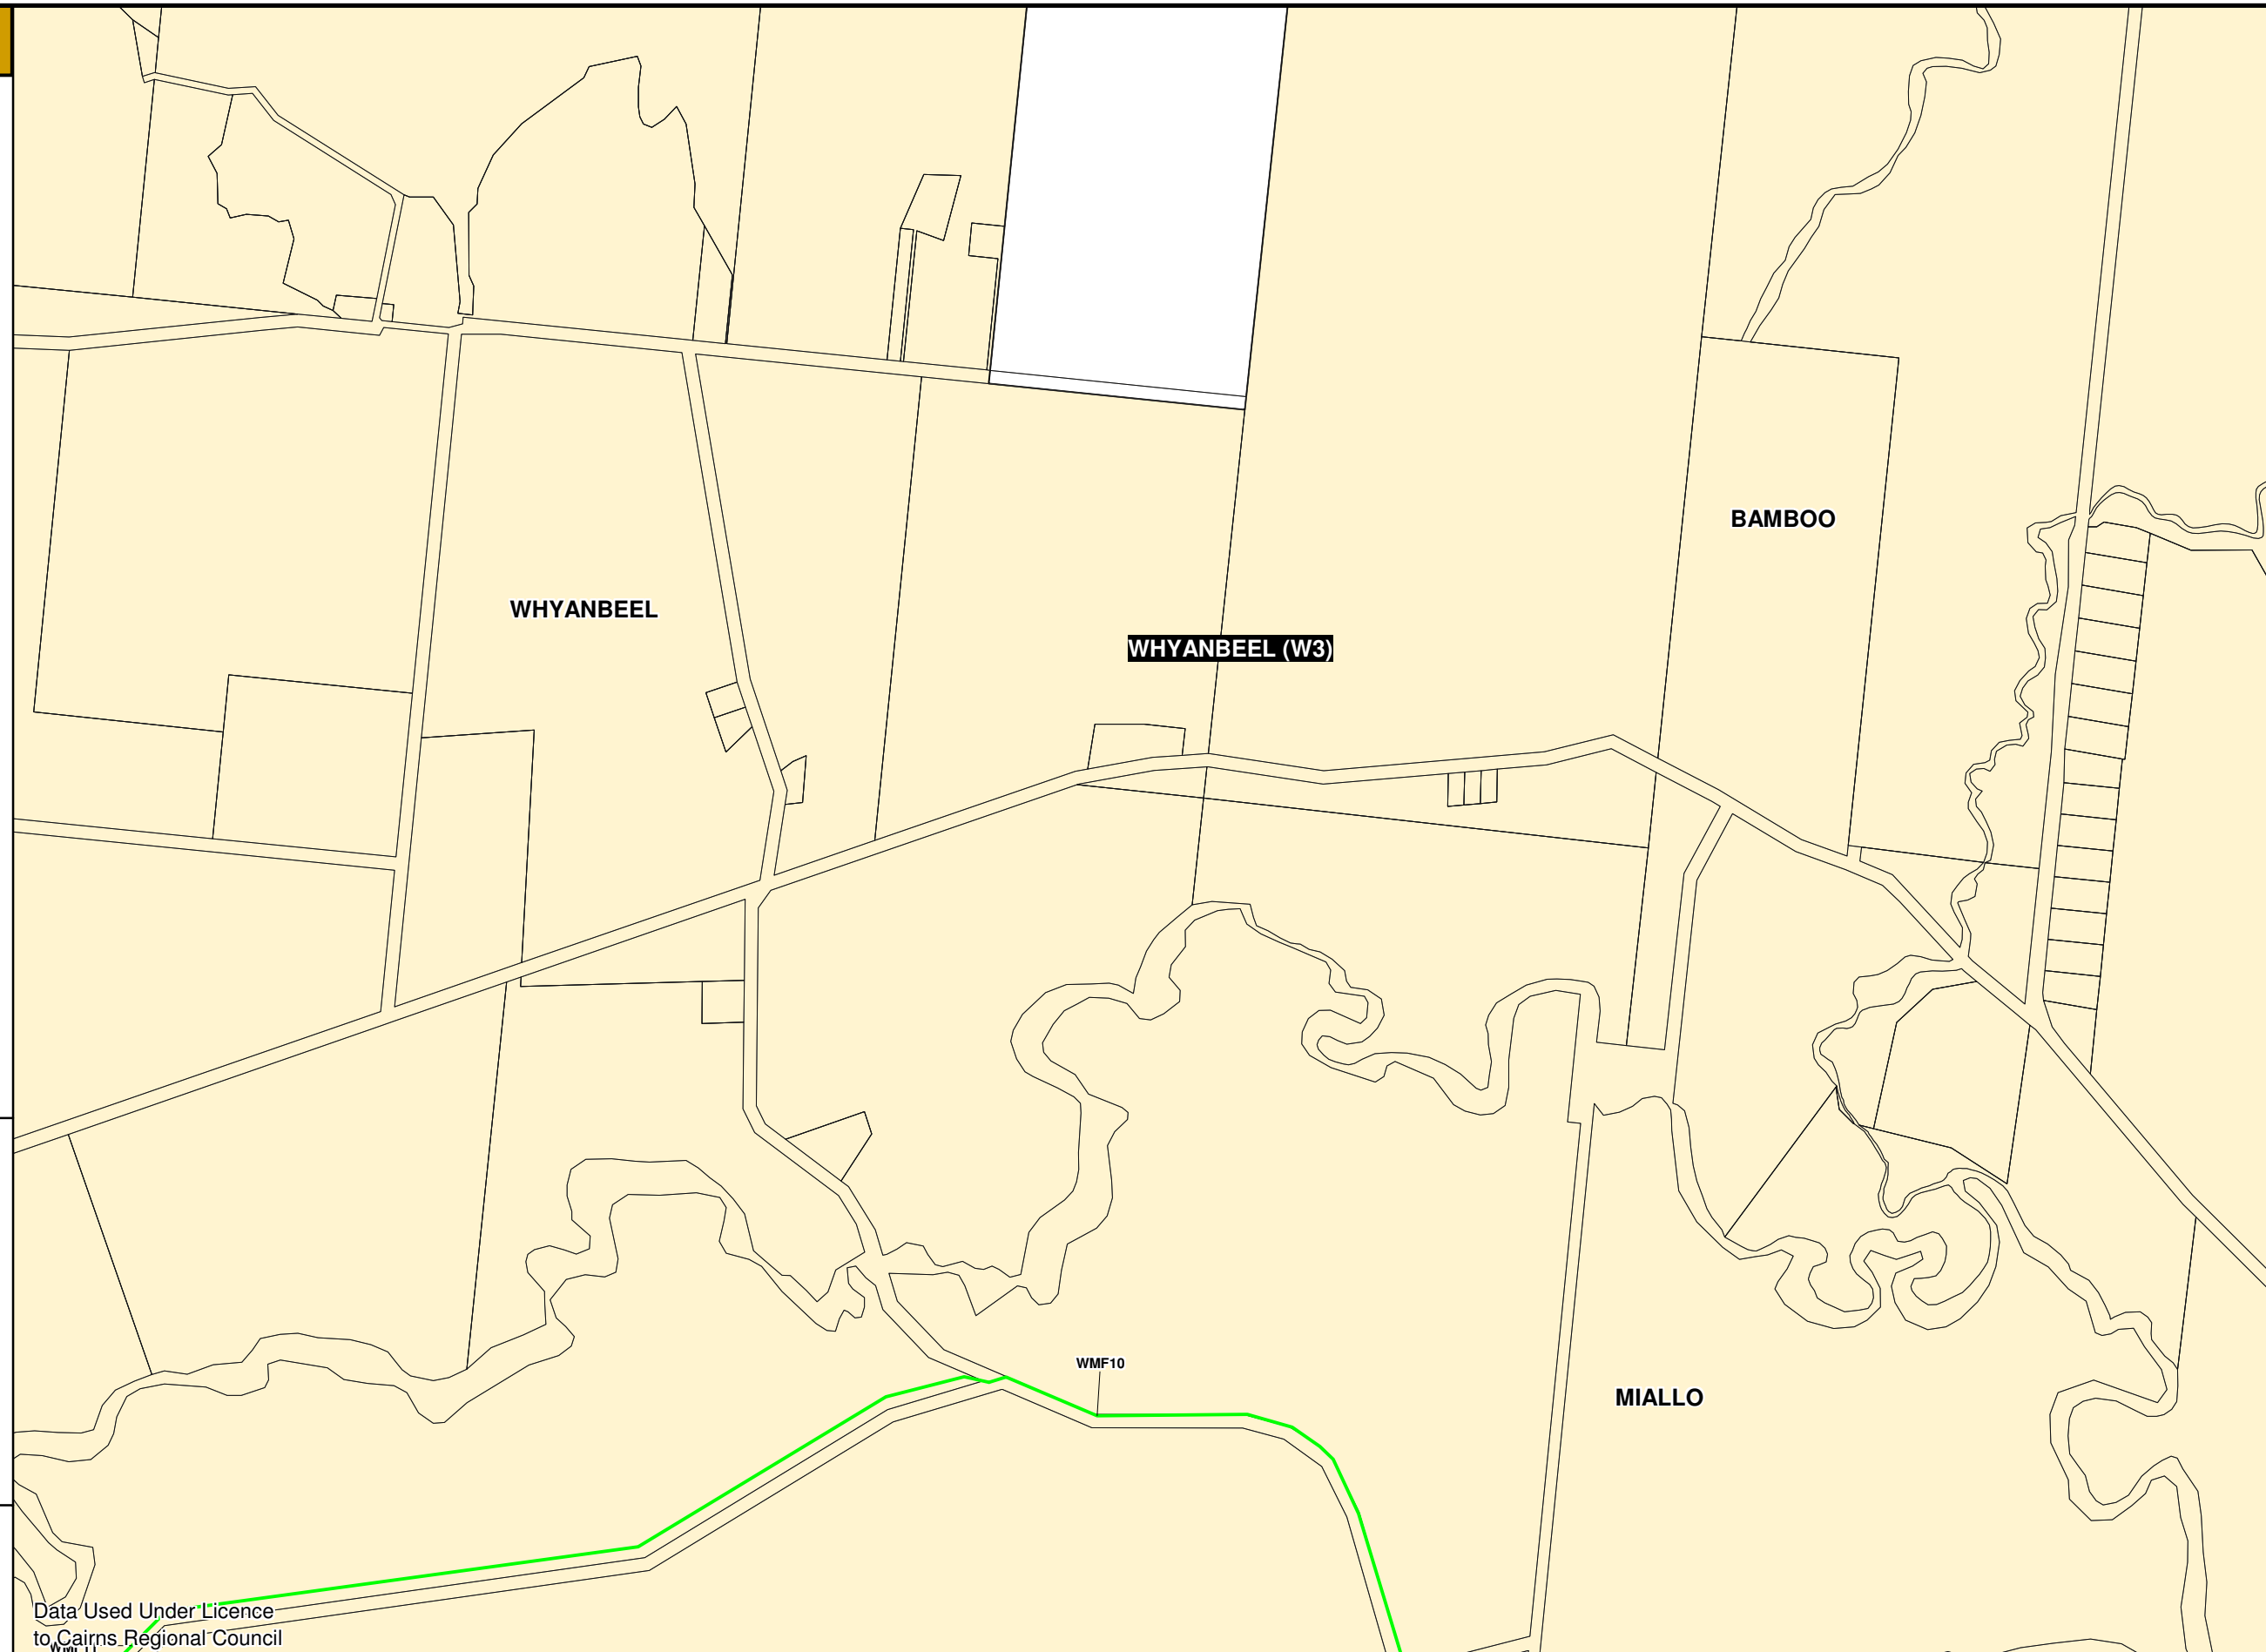 BAMBOO
WHYANBEEL
WHYANBEEL (W3)
WMF10
MIALLO
Data Used Under Licence
to Cairns Regional Council